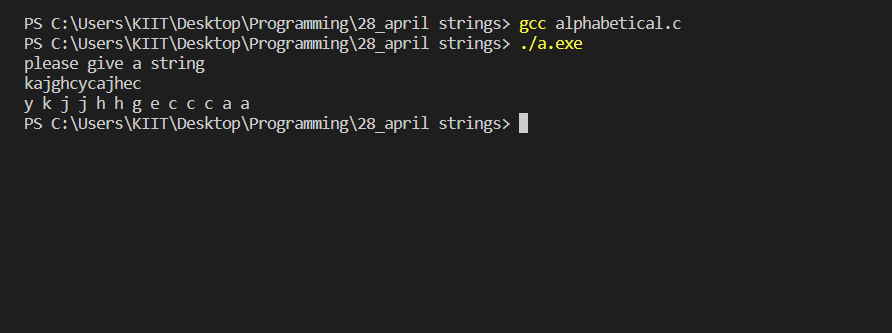 PS C:\Users\KIIT\Desktop\Programming\28_april strings> gcc alphabetical.c
PS C:\Users\KIIT\Desktop\Programming\28_april strings> ./a.exe
please give a string
kajghcycajhec
y k j j h h g e c c c a a
PS C:\Users\KIIT\Desktop\Programming\28_april strings>